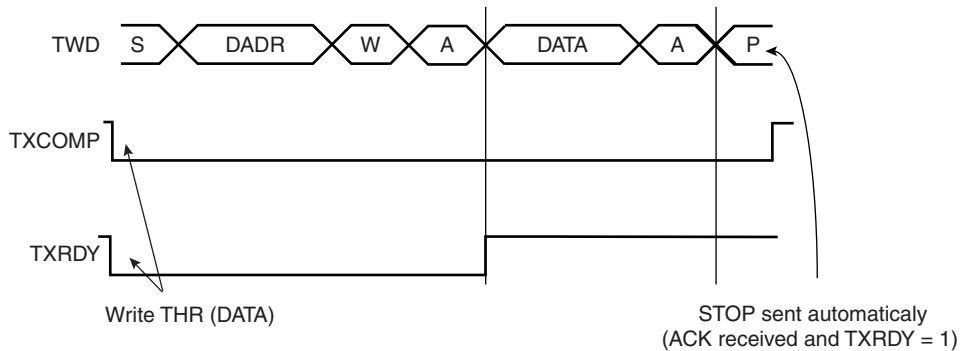 TWD S DADR W A DATA A P
TXCOMP
TXRDY
Write THR (DATA)
STOP sent automaticaly
(ACK received and TXRDY = 1)